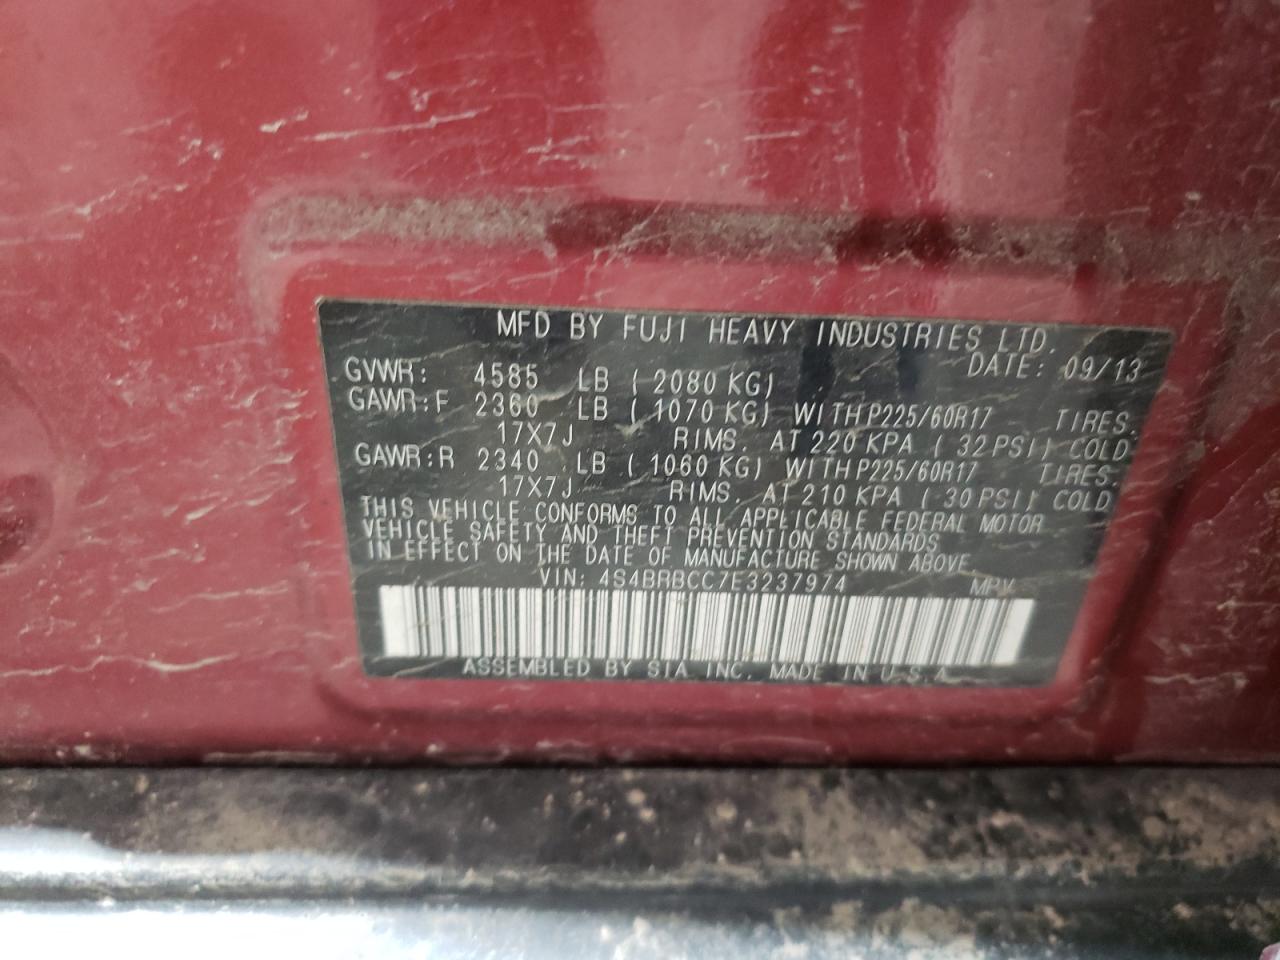 MFD BY FUJI HEAVY INDUSTRIES LTD.
DATE: 09/13
GVWR: 4585 LB ( 2080 KG)
GAWR:F 2360 LB ( 1070 KG) WITH P225/60R17 TIRES.
17X7J RIMS. AT 220 KPA ( 32 PSI) COLD
GAWR:R 2340 LB ( 1060 KG) WITH P225/60R17 TIRES.
17X7J RIMS. AT 210 KPA ( 30 PSI) COLD
THIS VEHICLE CONFORMS TO ALL APPLICABLE FEDERAL MOTOR
VEHICLE SAFETY AND THEFT PREVENTION STANDARDS
IN EFFECT ON THE DATE OF MANUFACTURE SHOWN ABOVE.
VIN: 4S4BRBCC7E3237974 MPV
ASSEMBLED BY SIA, INC. MADE IN U.S.A.